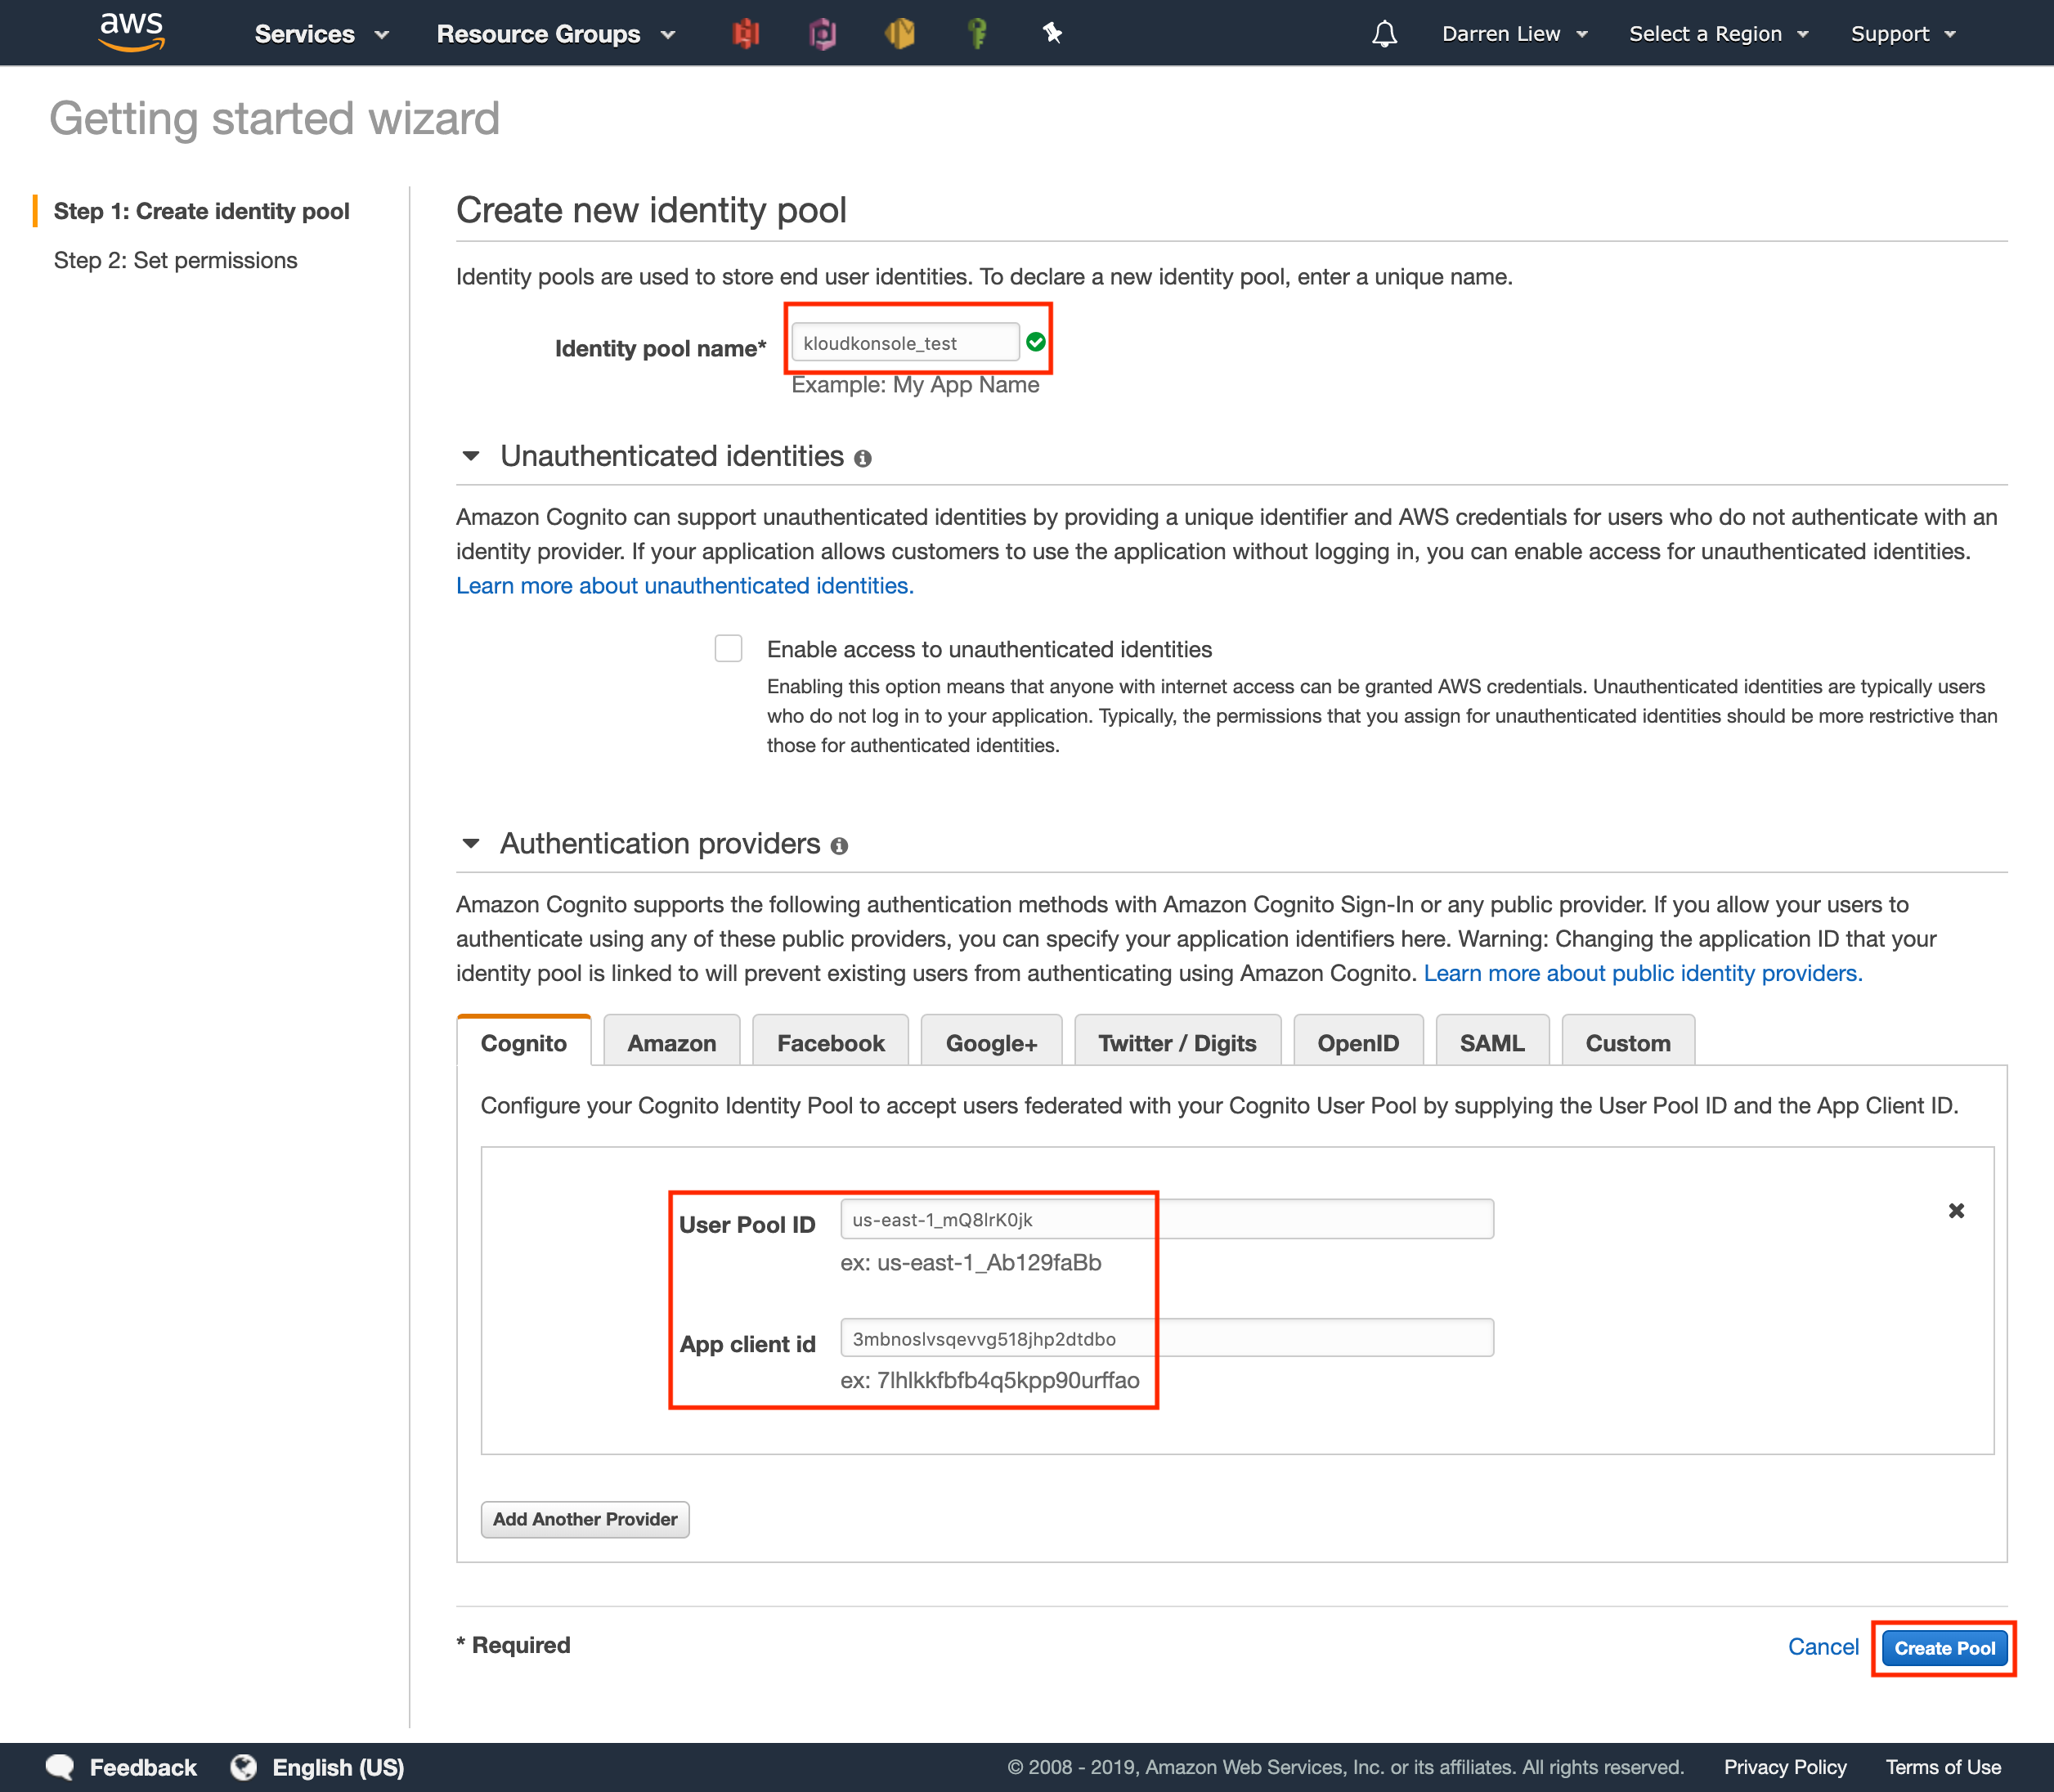 aws Services Resource Groups Darren Liew Select a Region Support
Getting started wizard
Step 1: Create identity pool
Step 2: Set permissions
Create new identity pool
Identity pools are used to store end user identities. To declare a new identity pool, enter a unique name.
Identity pool name* kloudkonsole_test
Example: My App Name
Unauthenticated identities
Amazon Cognito can support unauthenticated identities by providing a unique identifier and AWS credentials for users who do not authenticate with an
identity provider. If your application allows customers to use the application without logging in, you can enable access for unauthenticated identities.
Learn more about unauthenticated identities.
Enable access to unauthenticated identities
Enabling this option means that anyone with internet access can be granted AWS credentials. Unauthenticated identities are typically users
who do not log in to your application. Typically, the permissions that you assign for unauthenticated identities should be more restrictive than
those for authenticated identities.
Authentication providers
Amazon Cognito supports the following authentication methods with Amazon Cognito Sign-In or any public provider. If you allow your users to
authenticate using any of these public providers, you can specify your application identifiers here. Warning: Changing the application ID that your
identity pool is linked to will prevent existing users from authenticating using Amazon Cognito. Learn more about public identity providers.
Cognito Amazon Facebook Google+ Twitter / Digits OpenID SAML Custom
Configure your Cognito Identity Pool to accept users federated with your Cognito User Pool by supplying the User Pool ID and the App Client ID.
User Pool ID us-east-1_mQ8lrK0jk
ex: us-east-1_Ab129faBb
App client id 3mbnoslvsqevvg518jhp2dtdbo
ex: 7lhlkkfbfb4q5kpp90urffao
Add Another Provider
* Required Cancel Create Pool
Feedback English (US) © 2008 - 2019, Amazon Web Services, Inc. or its affiliates. All rights reserved. Privacy Policy Terms of Use